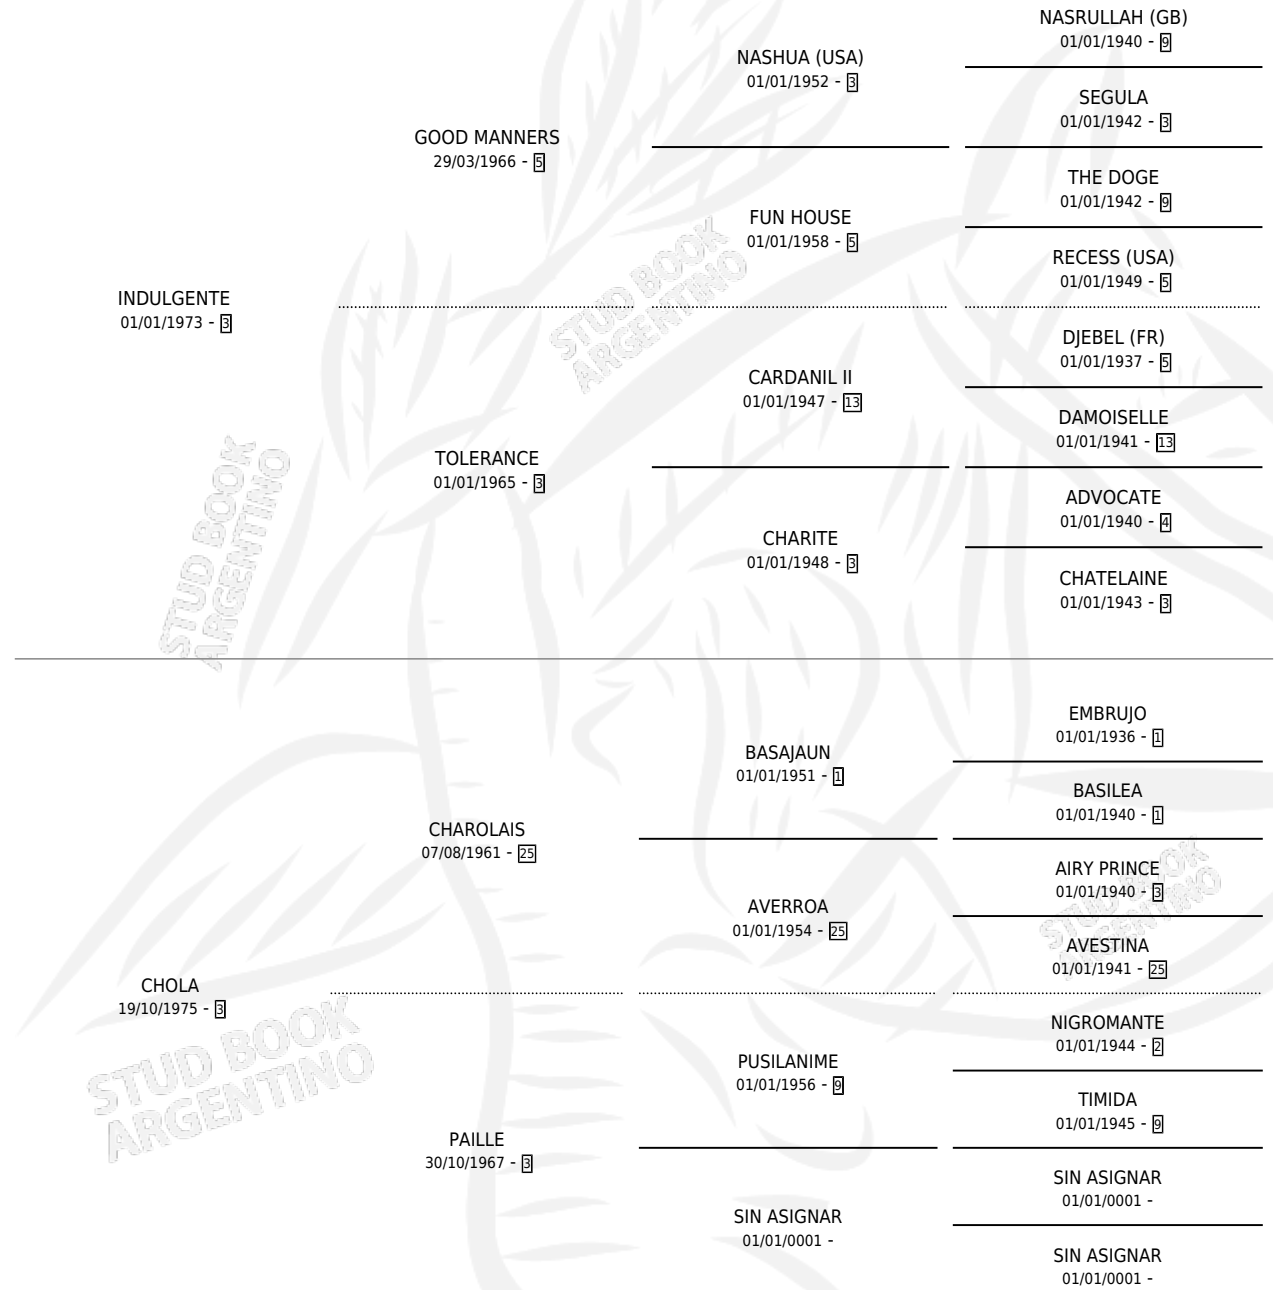 NASRULLAH (GB)
01/01/1940 - 9
NASHUA (USA)
01/01/1952 - 3
SEGULA
01/01/1942 - 3
GOOD MANNERS
29/03/1966 - 5
THE DOGE
01/01/1942 - 9
FUN HOUSE
01/01/1958 - 5
RECESS (USA)
01/01/1949 - 5
INDULGENTE
01/01/1973 - 3
DJEBEL (FR)
01/01/1937 - 5
CARDANIL II
01/01/1947 - 13
DAMOISELLE
01/01/1941 - 13
TOLERANCE
01/01/1965 - 3
ADVOCATE
01/01/1940 - 4
CHARITE
01/01/1948 - 3
CHATELAINE
01/01/1943 - 3
EMBRUJO
01/01/1936 - 1
BASAJAUN
01/01/1951 - 1
BASILEA
01/01/1940 - 1
CHAROLAIS
07/08/1961 - 25
AIRY PRINCE
01/01/1940 - 3
AVERROA
01/01/1954 - 25
AVESTINA
01/01/1941 - 25
CHOLA
19/10/1975 - 3
NIGROMANTE
01/01/1944 - 2
PUSILANIME
01/01/1956 - 9
TIMIDA
01/01/1945 - 9
PAILLE
30/10/1967 - 3
SIN ASIGNAR
01/01/0001 -
SIN ASIGNAR
01/01/0001 -
SIN ASIGNAR
01/01/0001 -
STUD BOOK
ARGENTINO
STUD BOOK
ARGENTINO
STUD BOOK
ARGENTINO
STUD BOOK
ARGENTINO